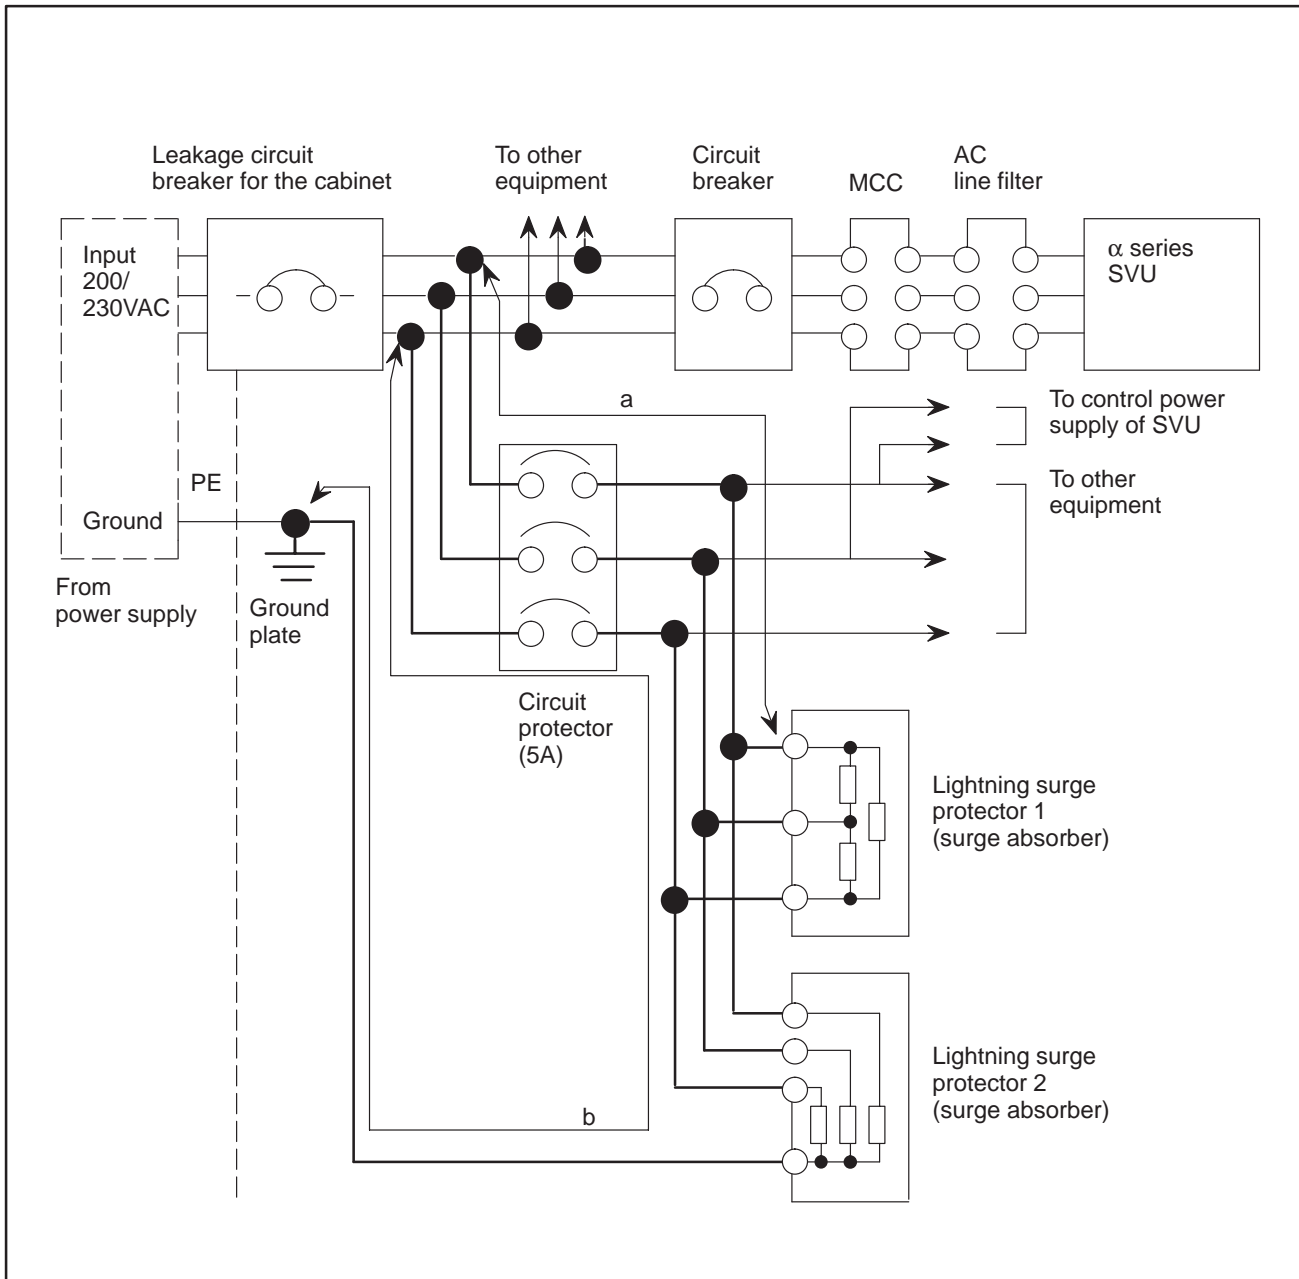 Leakage circuit
breaker for the cabinet
To other
equipment
Circuit
breaker
MCC
AC
line filter
Input
200/
230VAC
α series
SVU
a
To control power
supply of SVU
PE
To other
equipment
Ground
From
power supply
Ground
plate
Circuit
protector
(5A)
Lightning surge
protector 1
(surge absorber)
Lightning surge
protector 2
(surge absorber)
b